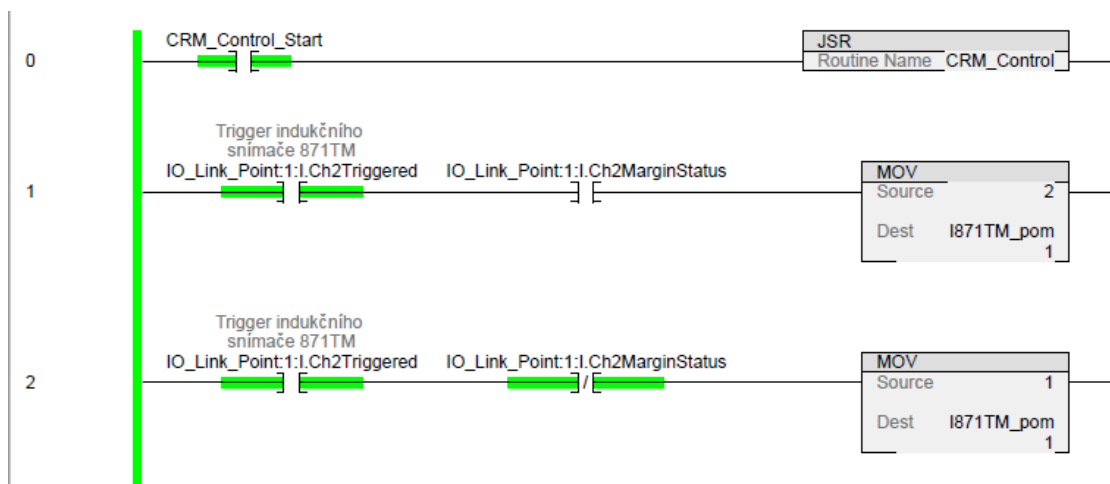 CRM_Control_Start
JSR
0
Routine Name CRM_Control
Trigger indukčního
snímače 871TM
IO_Link_Point:1:I.Ch2Triggered IO_Link_Point:1:I.Ch2MarginStatus
MOV
1
Source 2
Dest I871TM_pom
1
Trigger indukčního
snímače 871TM
IO_Link_Point:1:I.Ch2Triggered IO_Link_Point:1:I.Ch2MarginStatus
MOV
2
Source 1
Dest I871TM_pom
1